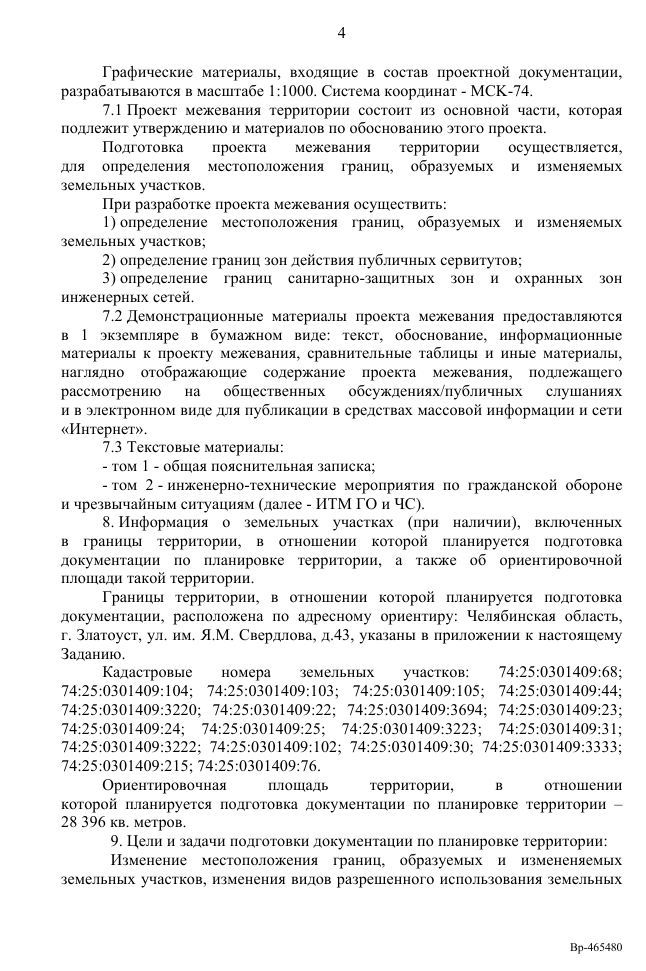 4
Графические материалы, входящие в состав проектной документации,
разрабатываются в масштабе 1:1000. Система координат - МСК-74.
7.1 Проект межевания территории состоит из основной части, которая
подлежит утверждению и материалов по обоснованию этого проекта.
Подготовка проекта межевания территории осуществляется,
для определения местоположения границ, образуемых и изменяемых
земельных участков.
При разработке проекта межевания осуществить:
1) определение местоположения границ, образуемых и изменяемых
земельных участков;
2) определение границ зон действия публичных сервитутов;
3) определение границ санитарно-защитных зон и охранных зон
инженерных сетей.
7.2 Демонстрационные материалы проекта межевания предоставляются
в 1 экземпляре в бумажном виде: текст, обоснование, информационные
материалы к проекту межевания, сравнительные таблицы и иные материалы,
наглядно отображающие содержание проекта межевания, подлежащего
рассмотрению на общественных обсуждениях/публичных слушаниях
и в электронном виде для публикации в средствах массовой информации и сети
«Интернет».
7.3 Текстовые материалы:
- том 1 - общая пояснительная записка;
- том 2 - инженерно-технические мероприятия по гражданской обороне
и чрезвычайным ситуациям (далее - ИТМ ГО и ЧС).
8. Информация о земельных участках (при наличии), включенных
в границы территории, в отношении которой планируется подготовка
документации по планировке территории, а также об ориентировочной
площади такой территории.
Границы территории, в отношении которой планируется подготовка
документации, расположена по адресному ориентиру: Челябинская область,
г. Златоуст, ул. им. Я.М. Свердлова, д.43, указаны в приложении к настоящему
Заданию.
Кадастровые номера земельных участков: 74:25:0301409:68;
74:25:0301409:104; 74:25:0301409:103; 74:25:0301409:105; 74:25:0301409:44;
74:25:0301409:3220; 74:25:0301409:22; 74:25:0301409:3694; 74:25:0301409:23;
74:25:0301409:24; 74:25:0301409:25; 74:25:0301409:3223; 74:25:0301409:31;
74:25:0301409:3222; 74:25:0301409:102; 74:25:0301409:30; 74:25:0301409:3333;
74:25:0301409:215; 74:25:0301409:76.
Ориентировочная площадь территории, в отношении
которой планируется подготовка документации по планировке территории –
28 396 кв. метров.
9. Цели и задачи подготовки документации по планировке территории:
Изменение местоположения границ, образуемых и измененяемых
земельных участков, изменения видов разрешенного использования земельных
Вр-465480